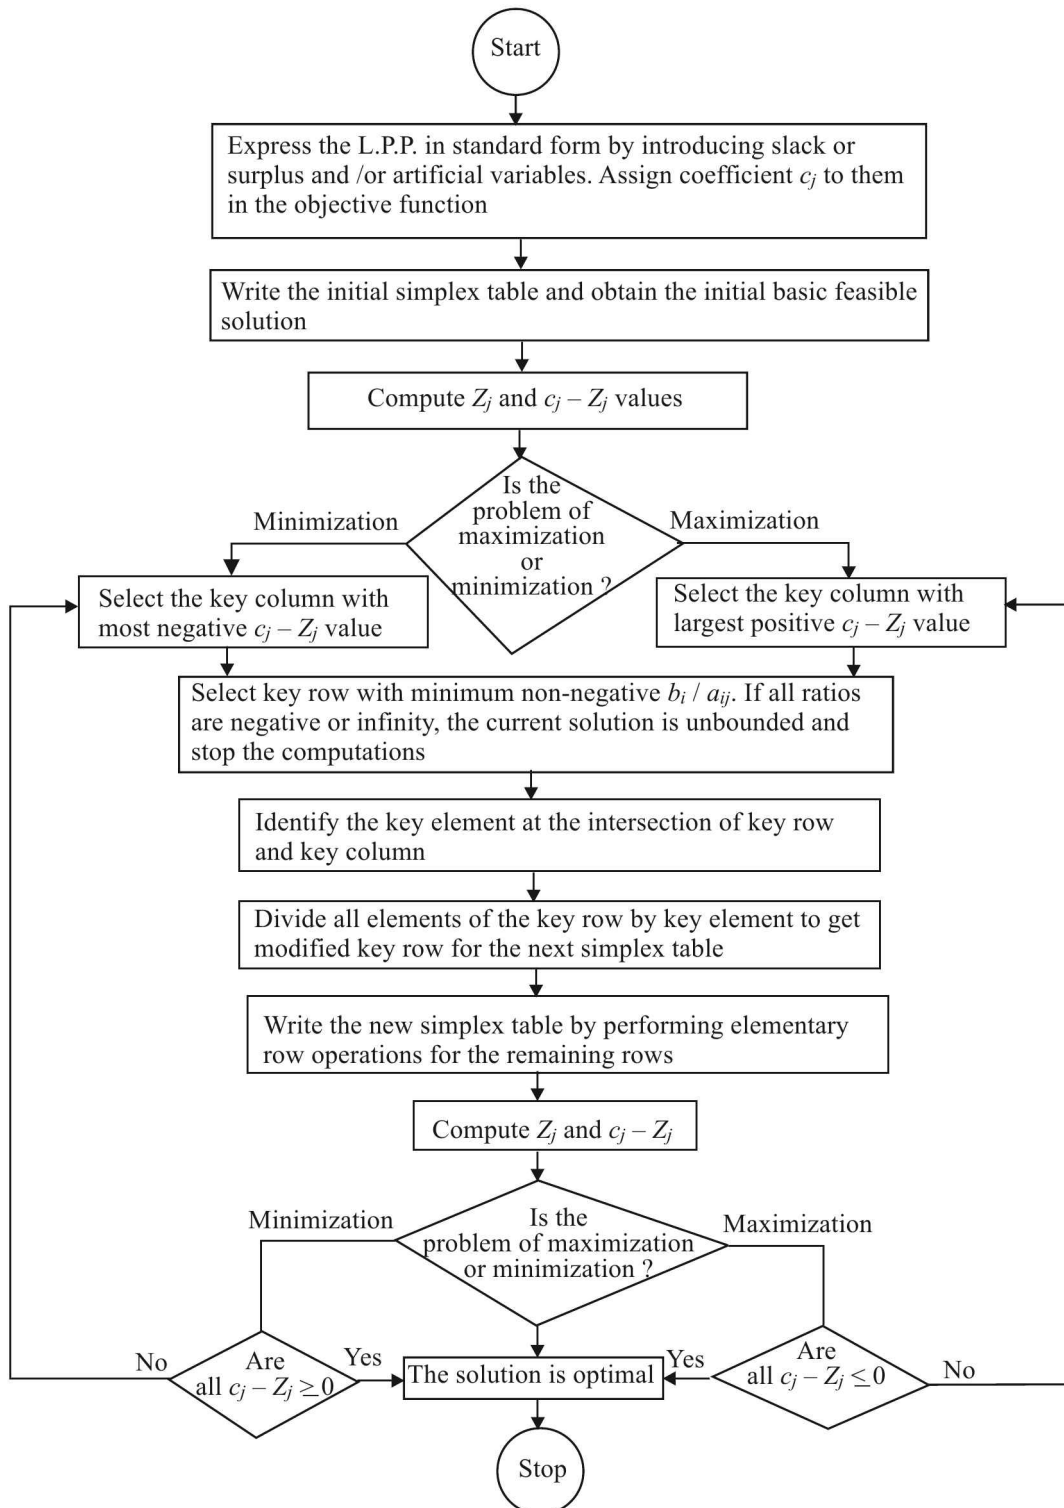 Start
Express the L.P.P. in standard form by introducing slack or
surplus and /or artificial variables. Assign coefficient cⱼ to them
in the objective function
Write the initial simplex table and obtain the initial basic feasible
solution
Compute Zⱼ and cⱼ – Zⱼ values
Is the
problem of
maximization
or
minimization ?
Minimization
Maximization
Select the key column with
most negative cⱼ – Zⱼ value
Select the key column with
largest positive cⱼ – Zⱼ value
Select key row with minimum non-negative bᵢ / aᵢⱼ. If all ratios
are negative or infinity, the current solution is unbounded and
stop the computations
Identify the key element at the intersection of key row
and key column
Divide all elements of the key row by key element to get
modified key row for the next simplex table
Write the new simplex table by performing elementary
row operations for the remaining rows
Compute Zⱼ and cⱼ – Zⱼ
Minimization
Is the
problem of maximization
or minimization ?
Maximization
No
Are
all cⱼ – Zⱼ ≥ 0
Yes
The solution is optimal
Yes
Are
all cⱼ – Zⱼ ≤ 0
No
Stop